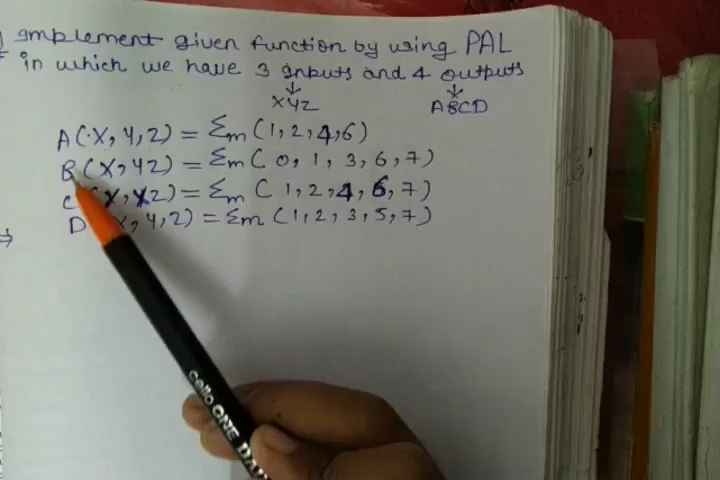 Implement given function by using PAL
in which we have 3 inputs and 4 outputs
XYZ ABCD
A(X,Y,Z) = Σm(1,2,4,6)
B(X,YZ) = Σm(0,1,3,6,7)
C(X,YZ) = Σm(1,2,4,6,7)
D X,Y,Z) = Σm(1,2,3,5,7)
cello ONE